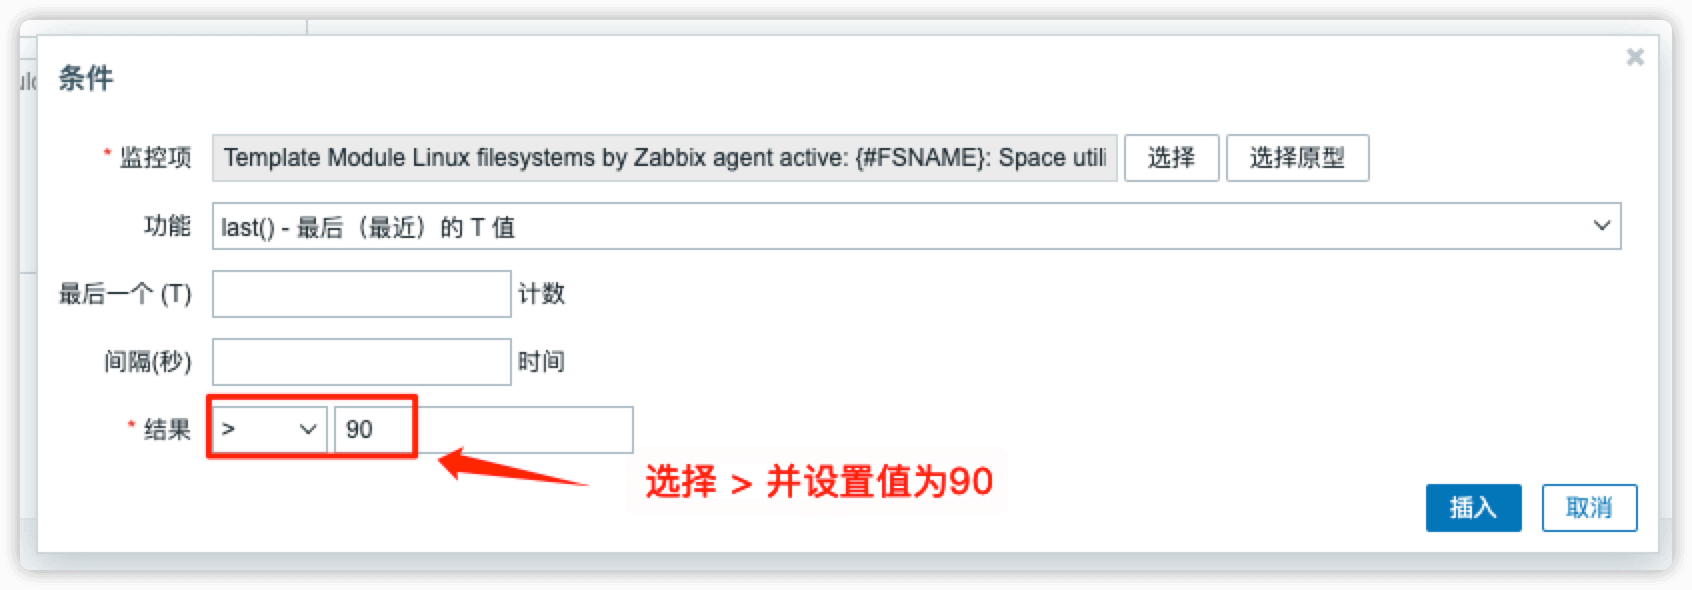 条件
* 监控项 Template Module Linux filesystems by Zabbix agent active: {#FSNAME}: Space util 选择 选择原型
功能 last() - 最后（最近）的 T 值
最后一个 (T) 计数
间隔(秒) 时间
* 结果 > 90
选择 > 并设置值为90
插入 取消